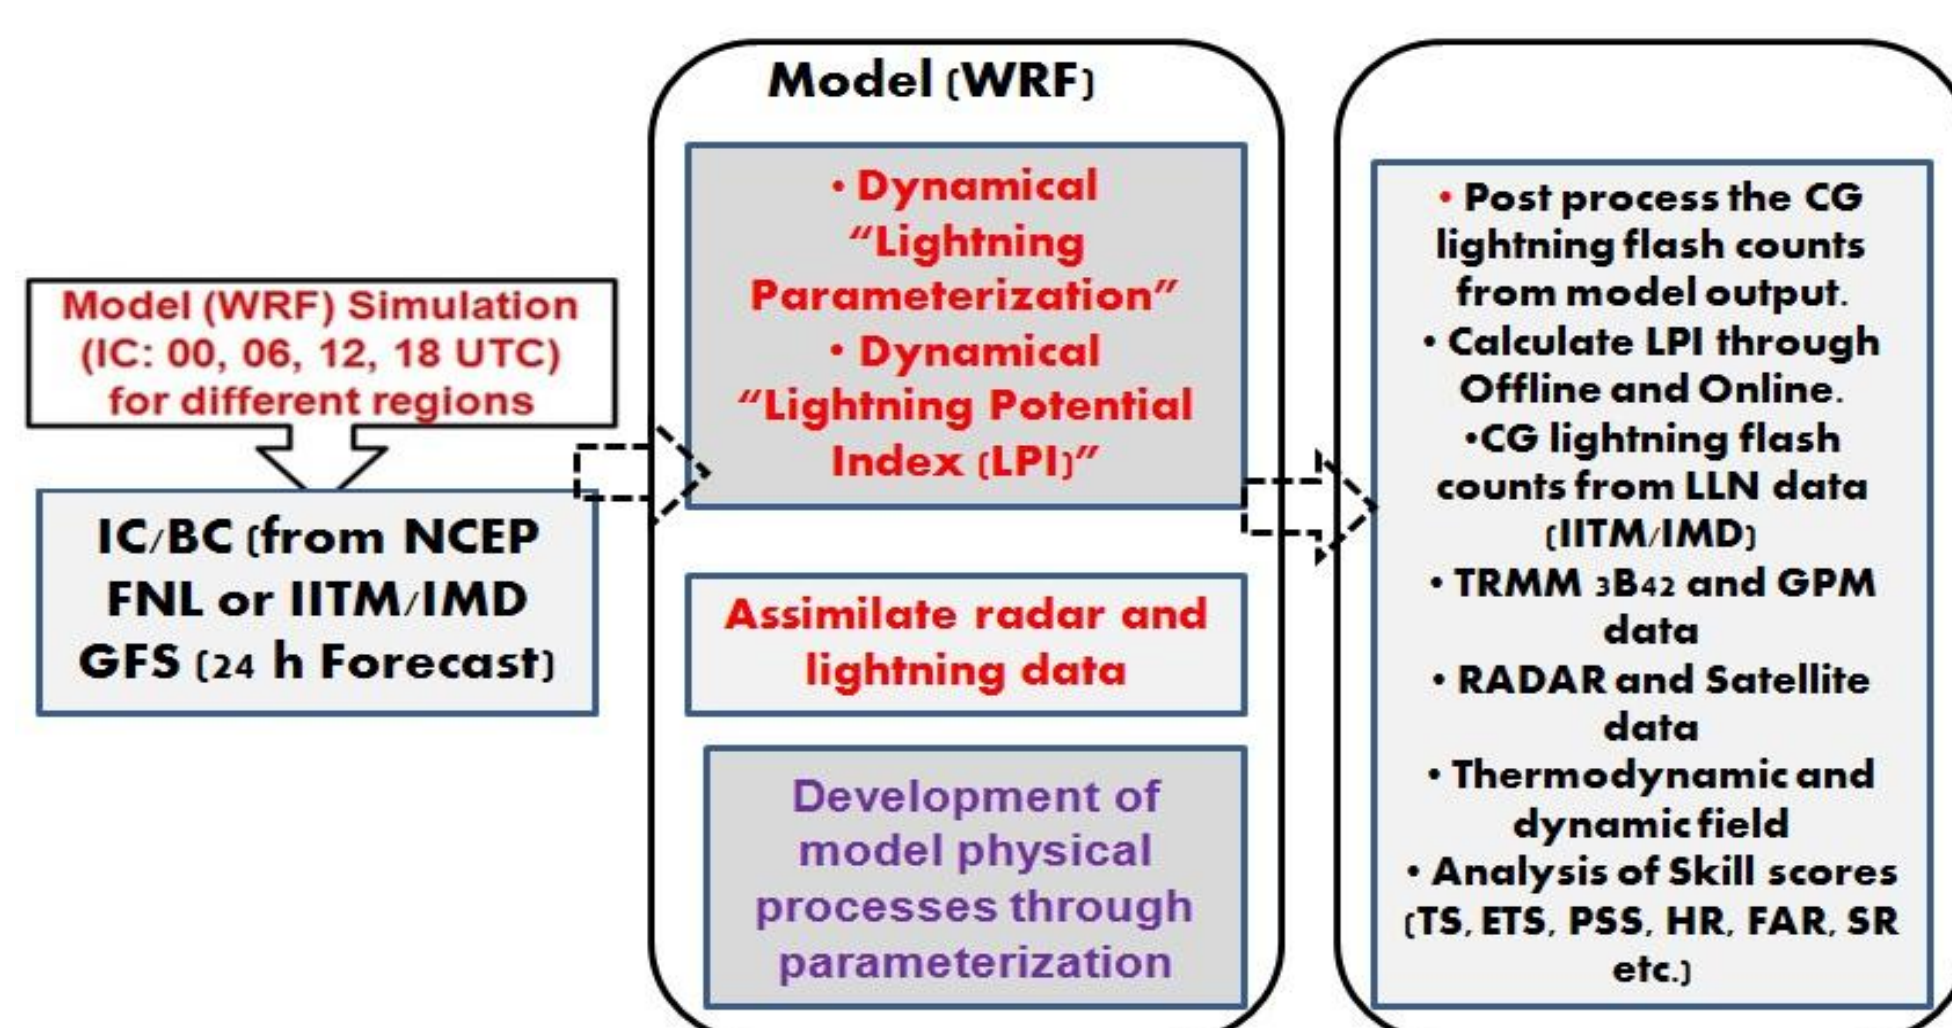 Model (WRF) Simulation
(IC: 00, 06, 12, 18 UTC)
for different regions
IC/BC (from NCEP
FNL or IITM/IMD
GFS (24 h Forecast)
Model (WRF)
• Dynamical
“Lightning
Parameterization”
• Dynamical
“Lightning Potential
Index (LPI)”
Assimilate radar and
lightning data
Development of
model physical
processes through
parameterization
• Post process the CG
lightning flash counts
from model output.
• Calculate LPI through
Offline and Online.
•CG lightning flash
counts from LLN data
(IITM/IMD)
• TRMM 3B42 and GPM
data
• RADAR and Satellite
data
• Thermodynamic and
dynamic field
• Analysis of Skill scores
(TS, ETS, PSS, HR, FAR, SR
etc.)